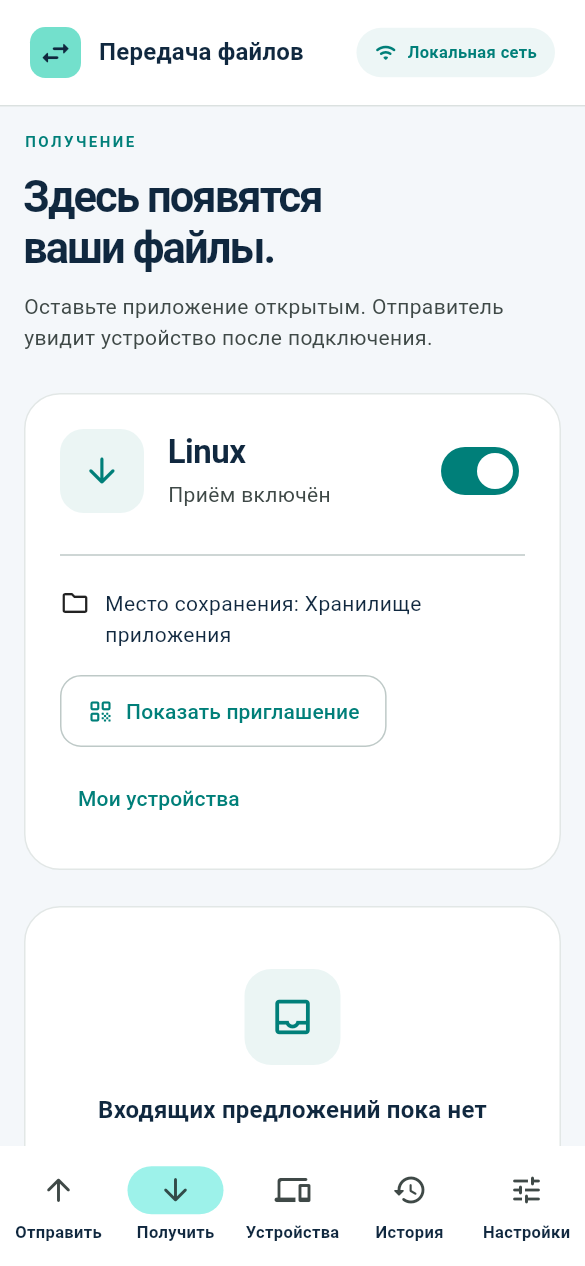 Передача файлов
Локальная сеть
ПОЛУЧЕНИЕ
Здесь появятся
ваши файлы.
Оставьте приложение открытым. Отправитель
увидит устройство после подключения.
Linux
Приём включён
Место сохранения: Хранилище
приложения
Показать приглашение
Мои устройства
Входящих предложений пока нет
Отправить
Получить
Устройства
История
Настройки